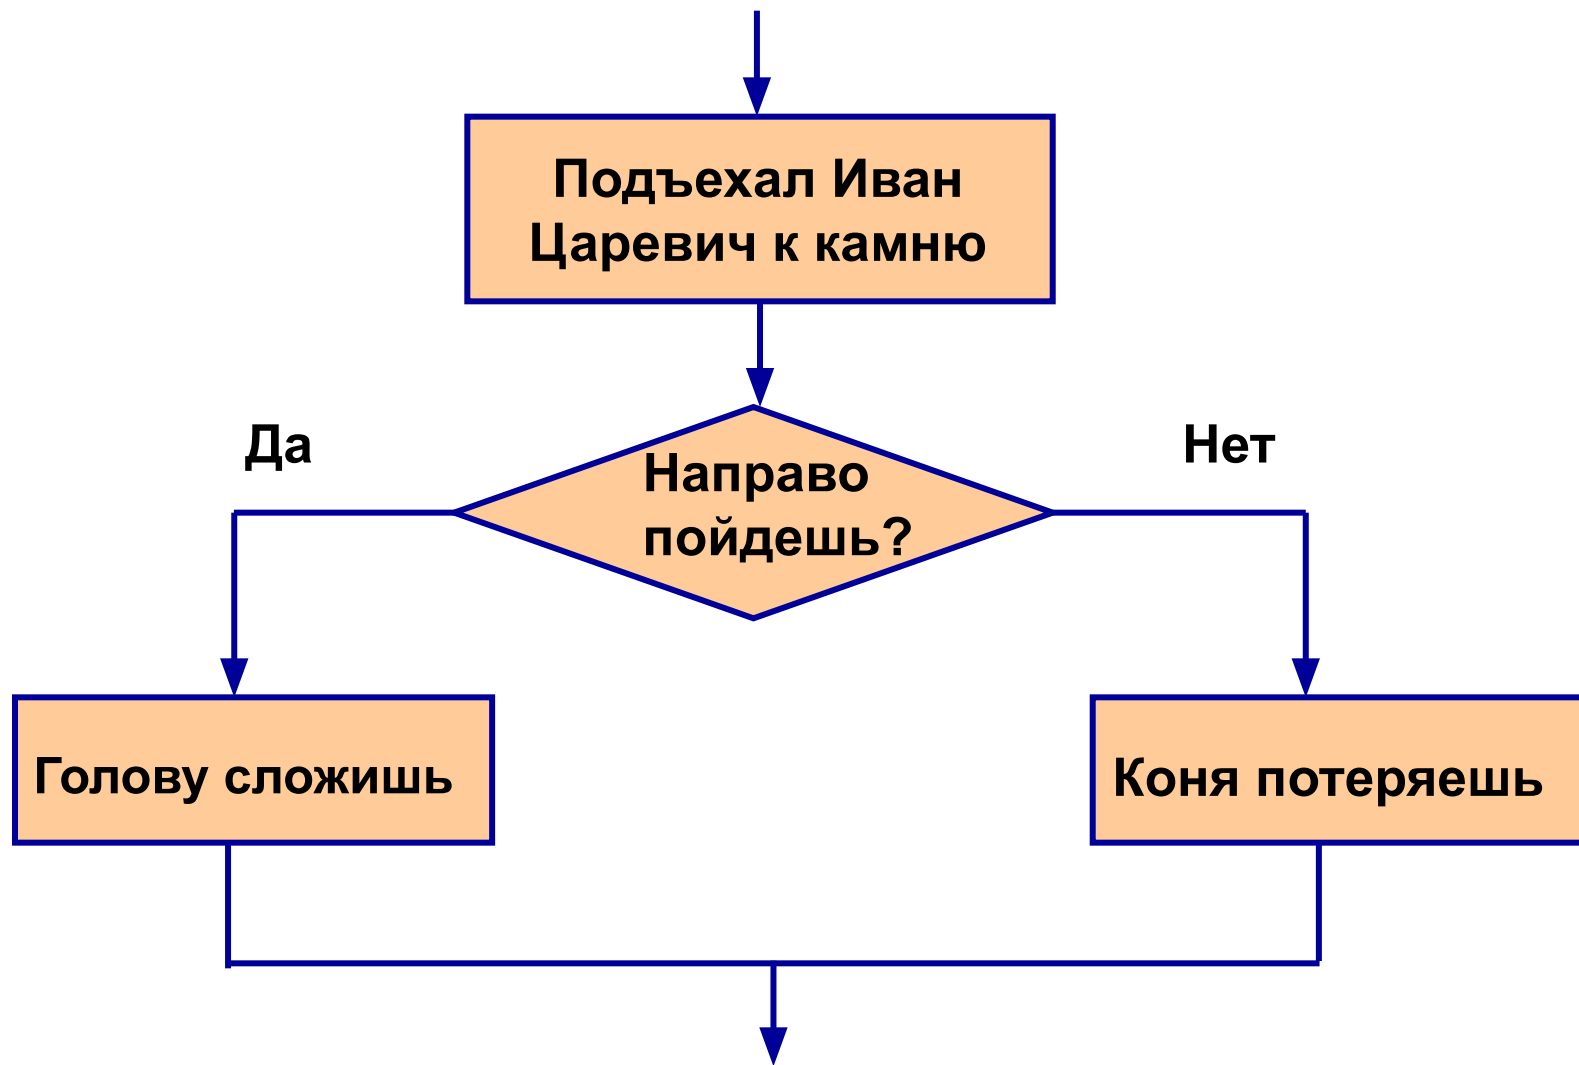 Подъехал Иван
Царевич к камню
Да
Нет
Направо
пойдешь?
Голову сложишь
Коня потеряешь